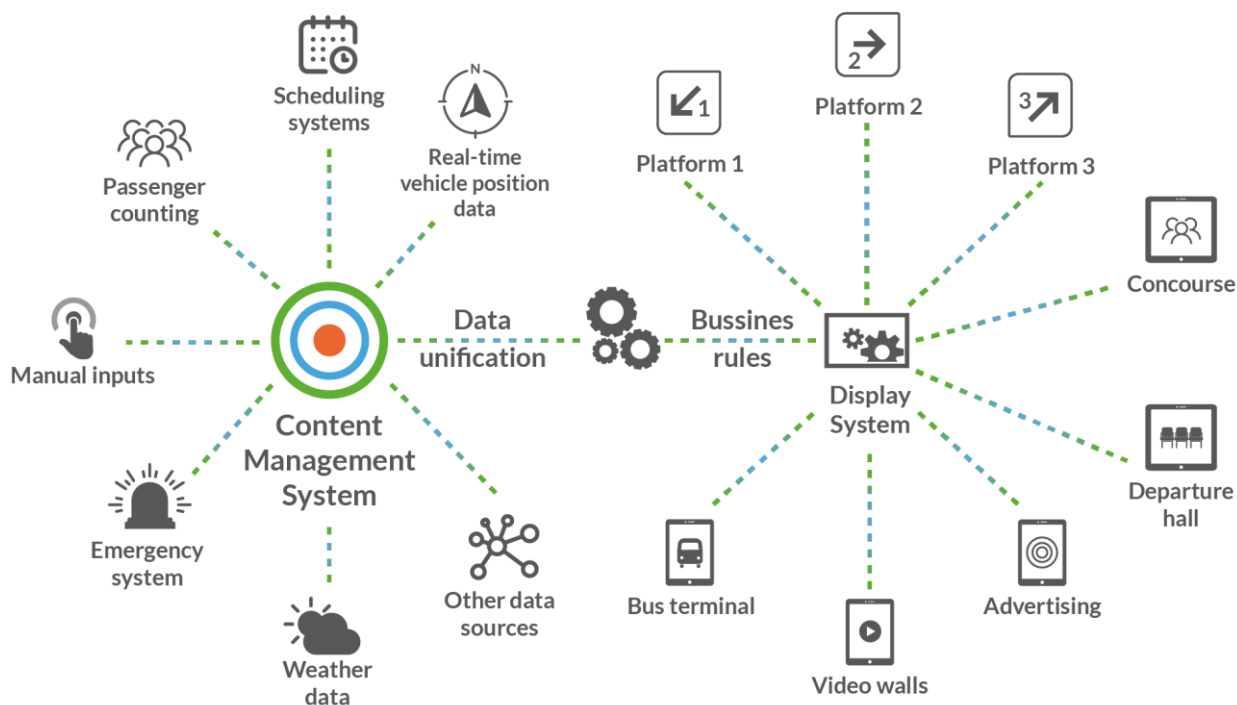 Scheduling
systems
N
Real-time
vehicle position
data
Passenger
counting
Manual inputs
Emergency
system
Weather
data
Other data
sources
Content
Management
System
Data
unification
Bussines
rules
Display
System
1
Platform 1
2
Platform 2
3
Platform 3
Concourse
Departure
hall
Advertising
Video walls
Bus terminal